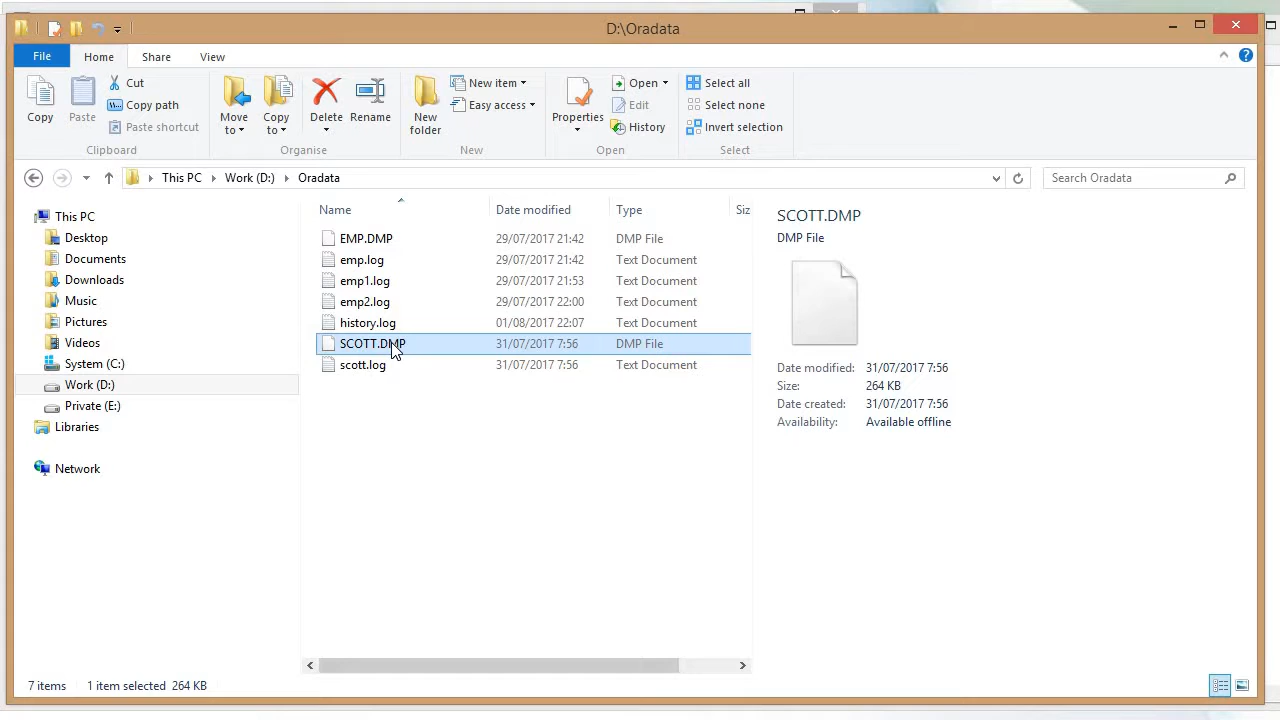 D:\Oradata
File Home Share View
Copy
Paste
Cut
Copy path
Paste shortcut
Clipboard
Move to
Copy to
Delete
Rename
Organise
New folder
New item
Easy access
New
Properties
Open
Edit
History
Open
Select all
Select none
Invert selection
Select
This PC Work (D:) Oradata
Search Oradata
This PC
Desktop
Documents
Downloads
Music
Pictures
Videos
System (C:)
Work (D:)
Private (E:)
Libraries
Network
Name Date modified Type Siz
EMP.DMP 29/07/2017 21:42 DMP File
emp.log 29/07/2017 21:42 Text Document
emp1.log 29/07/2017 21:53 Text Document
emp2.log 29/07/2017 22:00 Text Document
history.log 01/08/2017 22:07 Text Document
SCOTT.DMP 31/07/2017 7:56 DMP File
scott.log 31/07/2017 7:56 Text Document
SCOTT.DMP
DMP File
Date modified: 31/07/2017 7:56
Size: 264 KB
Date created: 31/07/2017 7:56
Availability: Available offline
7 items 1 item selected 264 KB